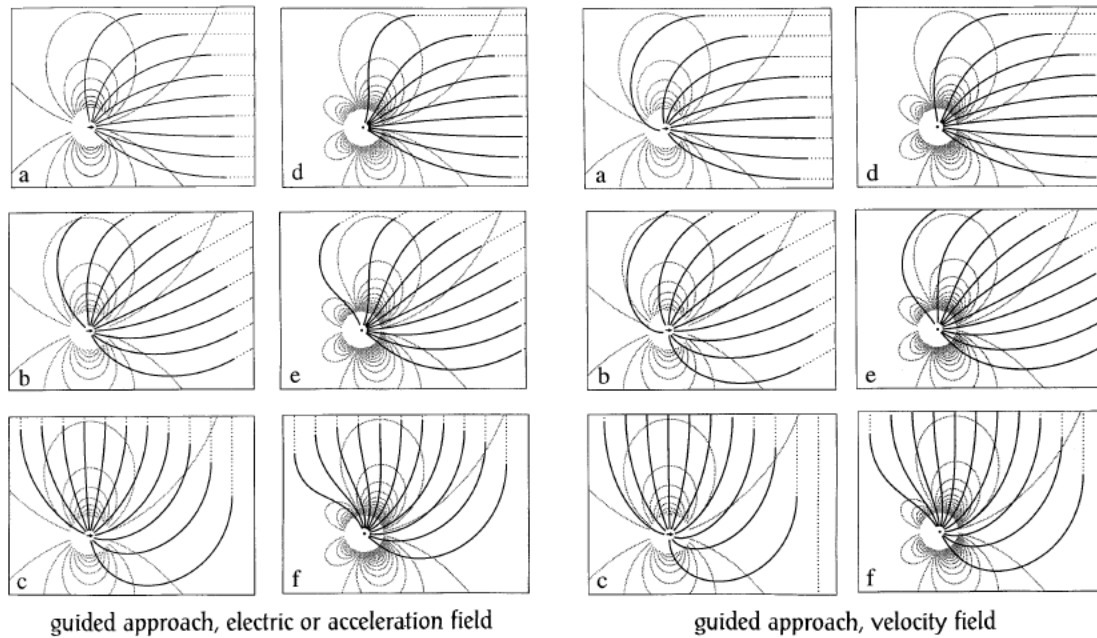 a d a d
b e b e
c f c f
guided approach, electric or acceleration field
guided approach, velocity field